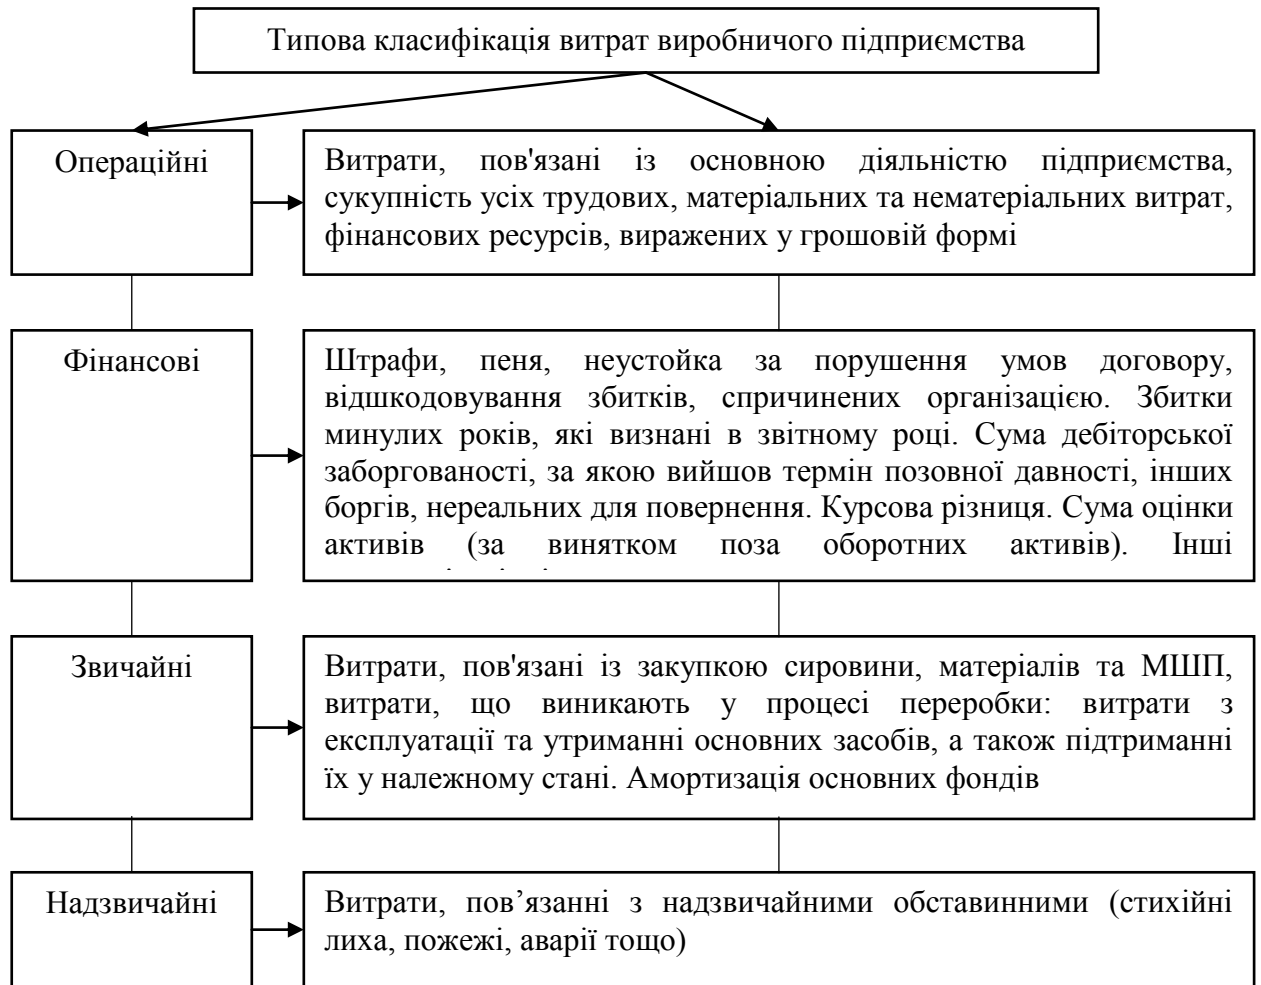 Типова класифікація витрат виробничого підприємства
Операційні
Витрати, пов'язані із основною діяльністю підприємства,
сукупність усіх трудових, матеріальних та нематеріальних витрат,
фінансових ресурсів, виражених у грошовій формі
Фінансові
Штрафи, пеня, неустойка за порушення умов договору,
відшкодовування збитків, спричинених організацією. Збитки
минулих років, які визнані в звітному році. Сума дебіторської
заборгованості, за якою вийшов термін позовної давності, інших
боргів, нереальних для повернення. Курсова різниця. Сума оцінки
активів (за винятком поза оборотних активів). Інші
Звичайні
Витрати, пов'язані із закупкою сировини, матеріалів та МШП,
витрати, що виникають у процесі переробки: витрати з
експлуатації та утриманні основних засобів, а також підтриманні
їх у належному стані. Амортизація основних фондів
Надзвичайні
Витрати, пов’язанні з надзвичайними обставинними (стихійні
лиха, пожежі, аварії тощо)